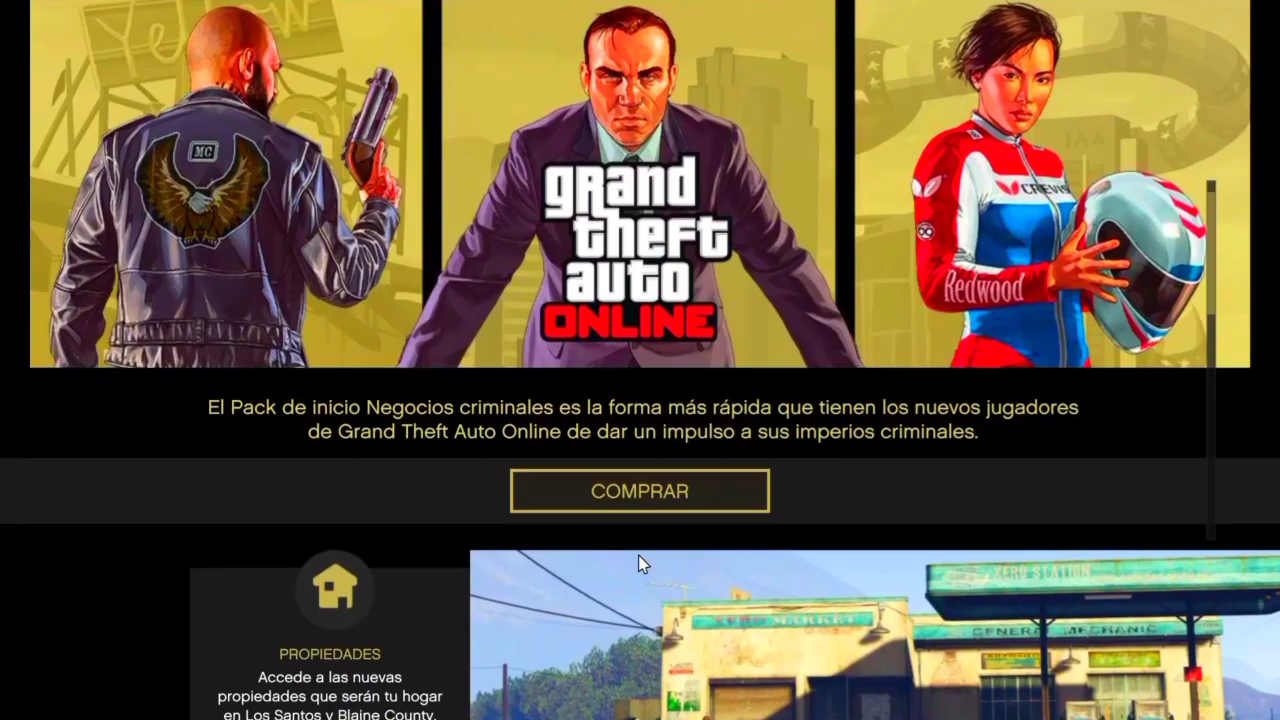 Yellow
MC
grand
theft
auto
ONLINE
IAA
CREVIS
Redwood
El Pack de inicio Negocios criminales es la forma más rápida que tienen los nuevos jugadores
de Grand Theft Auto Online de dar un impulso a sus imperios criminales.
COMPRAR
XERO STATION
XERO MARKET
GENERAL MECHANIC
PROPIEDADES
Accede a las nuevas
propiedades que serán tu hogar
en Los Santos y Blaine County.